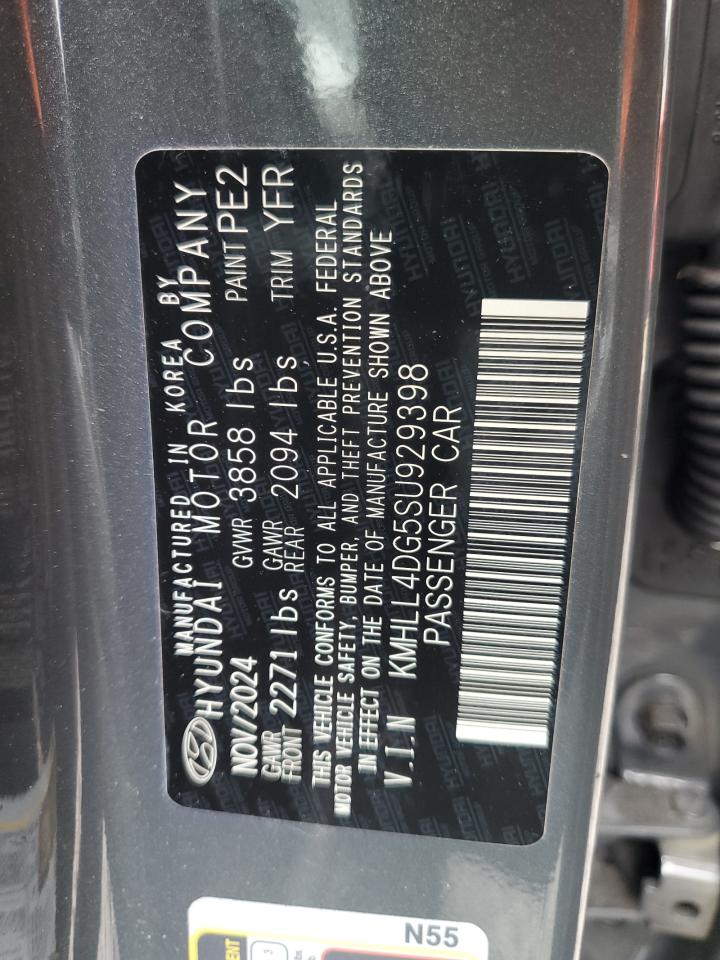 MANUFACTURED IN KOREA BY
HYUNDAI MOTOR COMPANY
NOV/2024 GVWR 3858 lbs PAINT PE2
GAWR FRONT 2271 lbs GAWR REAR 2094 lbs TRIM YFR
THIS VEHICLE CONFORMS TO ALL APPLICABLE U.S.A. FEDERAL
MOTOR VEHICLE SAFETY, BUMPER, AND THEFT PREVENTION STANDARDS
IN EFFECT ON THE DATE OF MANUFACTURE SHOWN ABOVE
V.I.N KMHLL4DG5SU929398
PASSENGER CAR
N55
3